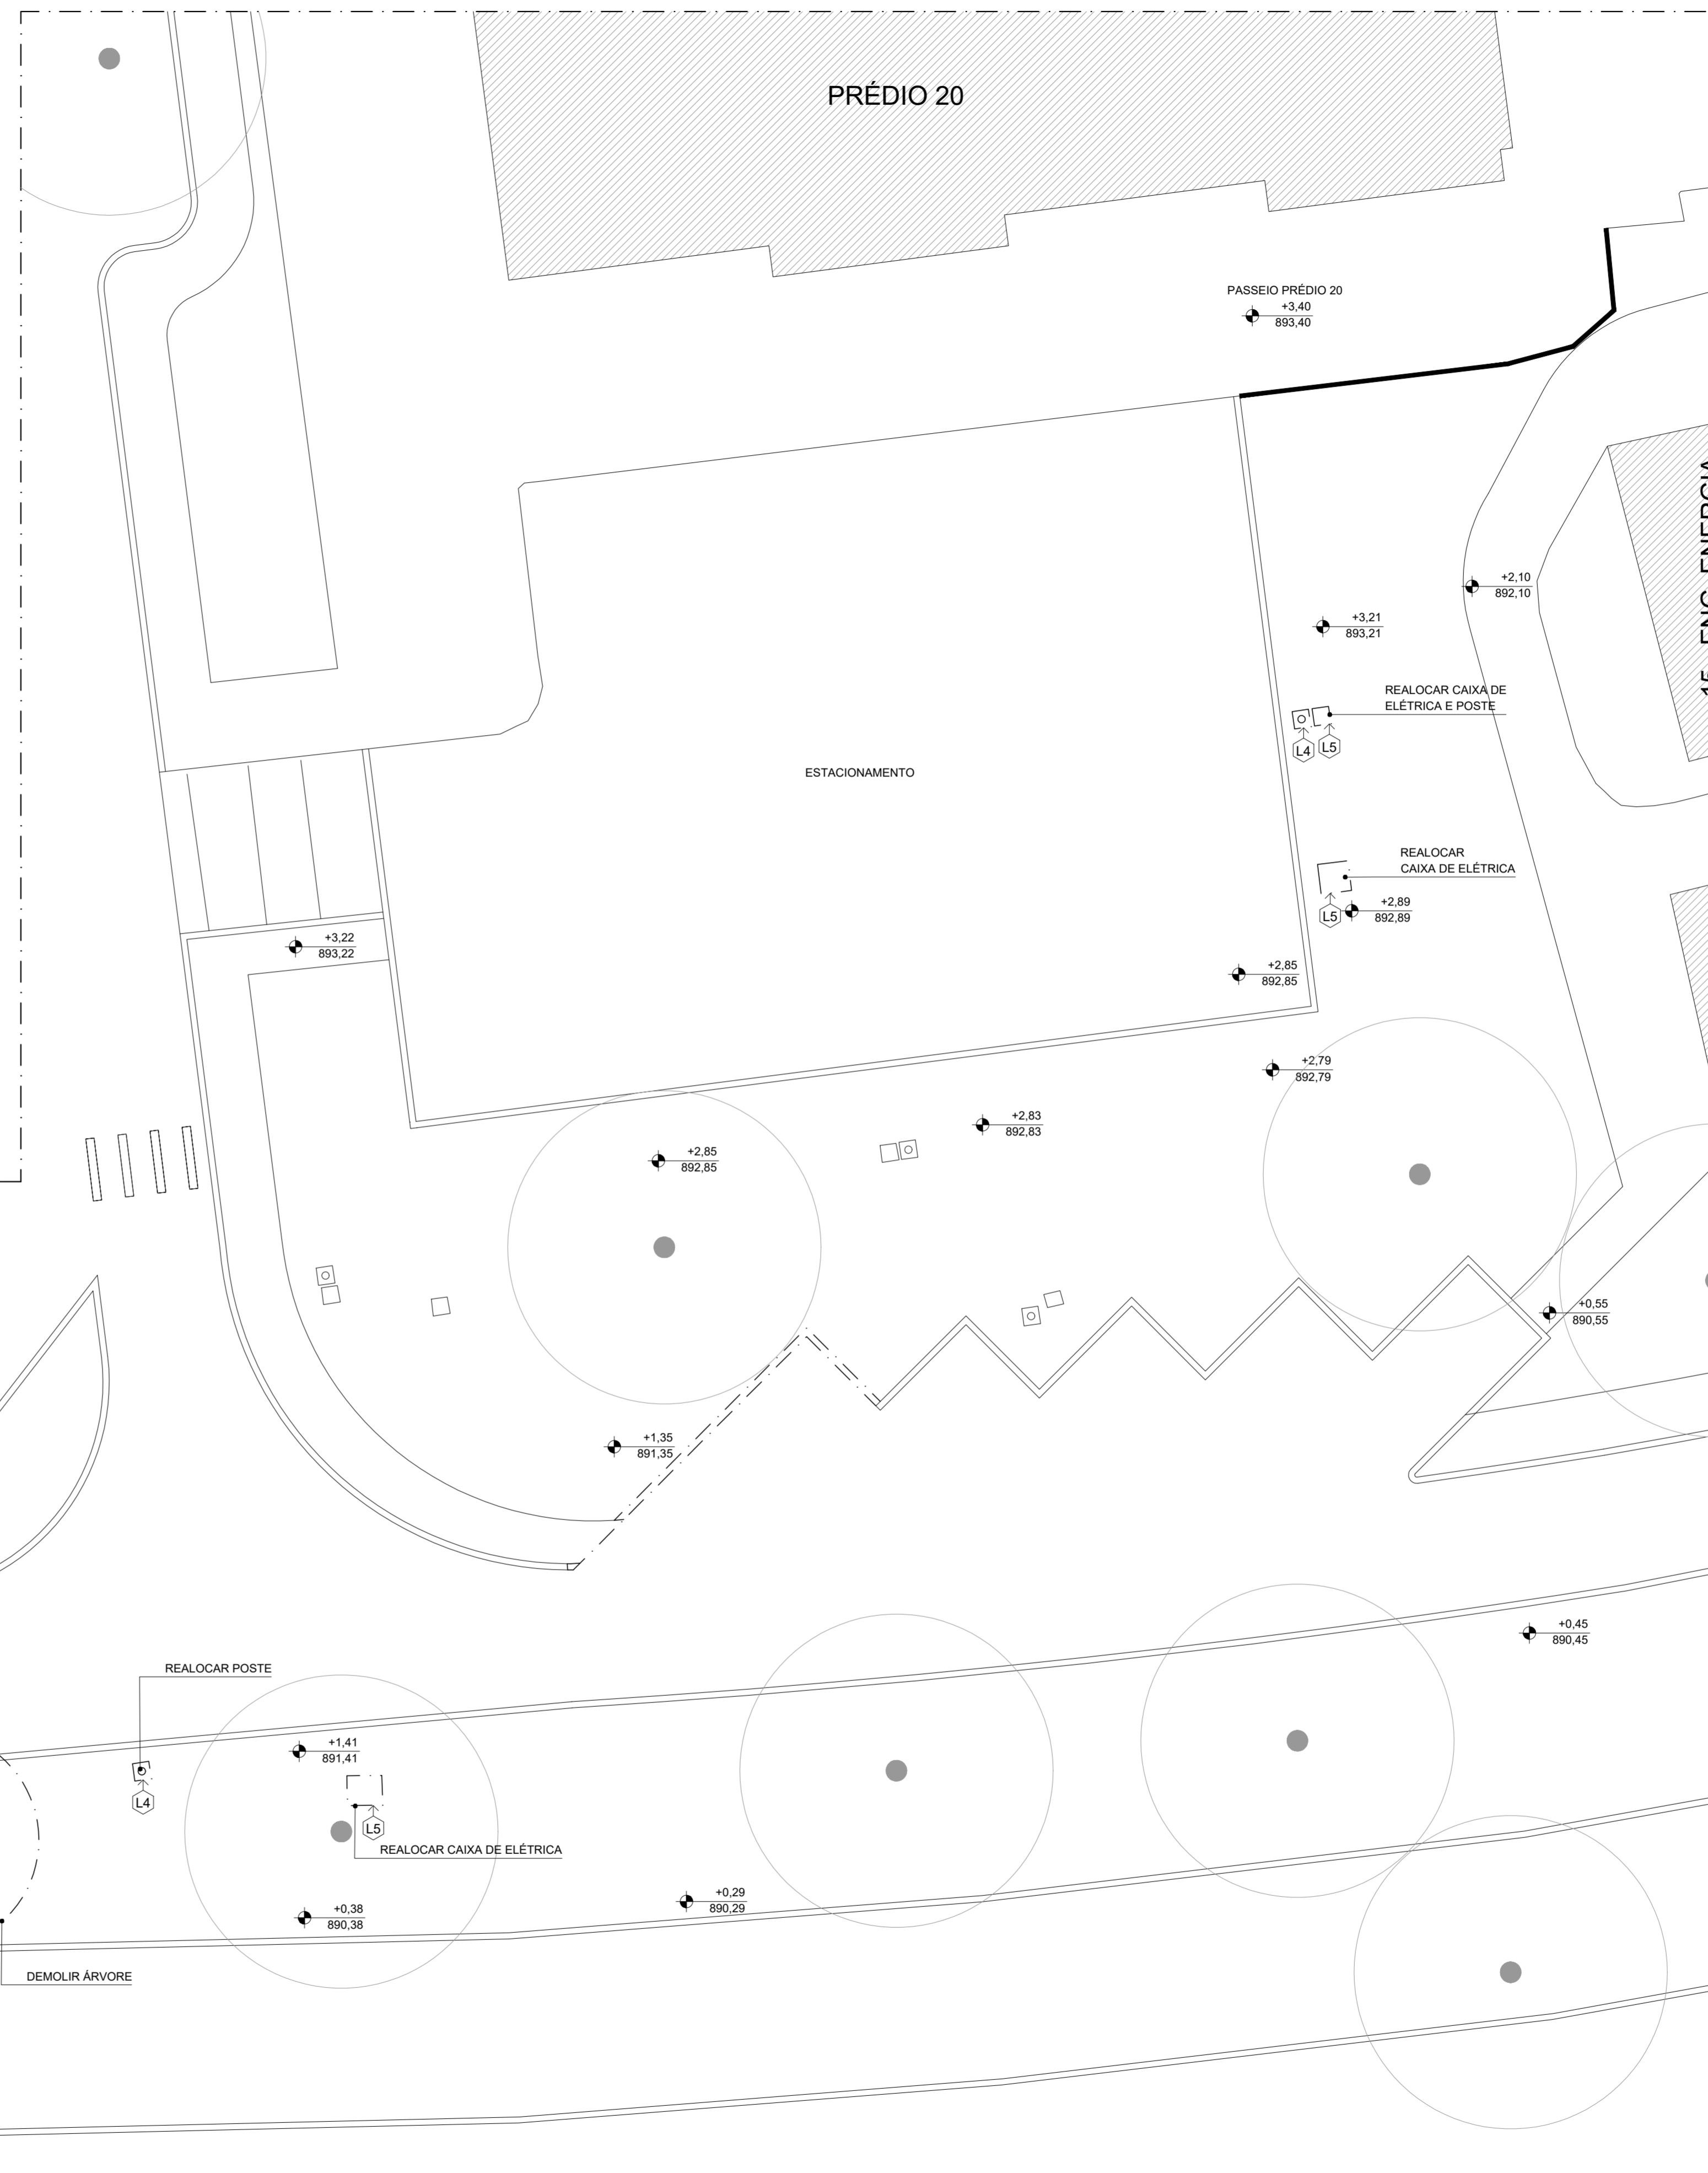 PRÉDIO 20
PASSEIO PRÉDIO 20
+3,40
893,40
+2,10
892,10
+3,21
893,21
REALOCAR CAIXA DE
ELÉTRICA E POSTE
L4
L5
ESTACIONAMENTO
REALOCAR
CAIXA DE ELÉTRICA
L5
+2,89
892,89
+3,22
893,22
+2,85
892,85
+2,79
892,79
+2,83
892,83
+2,85
892,85
+0,55
890,55
+1,35
891,35
+0,45
890,45
REALOCAR POSTE
+1,41
891,41
L4
L5
REALOCAR CAIXA DE ELÉTRICA
+0,29
890,29
+0,38
890,38
DEMOLIR ÁRVORE